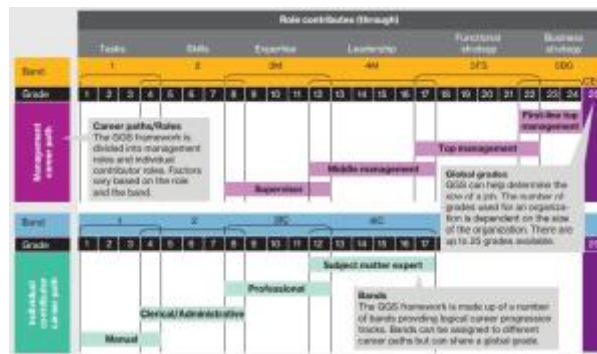 Role contributes (through)
Tasks Skills Expertise Leadership Functional strategy Business strategy
Band 1 2 3M 4M
Grade 1 2 3 4 5 6 7 8 9 10 11 12 13 14 15 16 17 18 19 20 21 22 23 24 25
Management career path
Career paths/Roles
The GGS framework is
divided into management
roles and individual
contributor roles. Factors
vary based on the role
and the band.
First-line top
management
Top management
Middle management
Supervisor
Global grades
GGS can help determine the
size of a job. The number of
grades used for an organiza-
tion is dependent on the size
of the organization. There are
up to 25 grades available.
Band 1 2
Grade 1 2 3 4 5 6 7 8 9 10 11 12 13 14 15 16 17
Individual contributor career path
Subject matter expert
Professional
Clerical/Administrative
Manual
Bands
The GGS framework is made up of a number
of bands providing logical career progression
tracks. Bands can be assigned to different
career paths but can share a global grade.